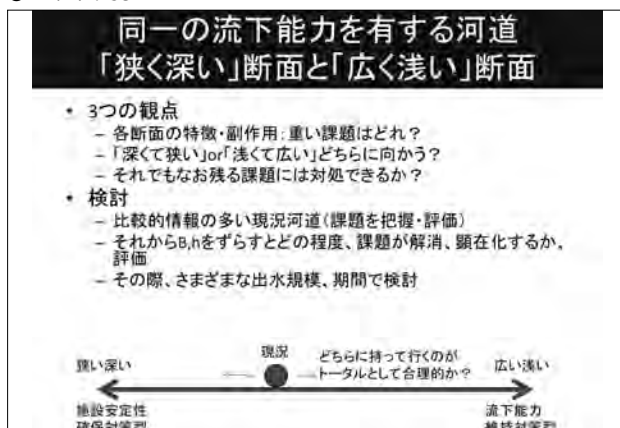 同一の流下能力を有する河道
「狭く深い」断面と「広く浅い」断面
• 3つの観点
– 各断面の特徴・副作用:重い課題はどれ?
– 「深くて狭い」or「浅くて広い」どちらに向かう?
– それでもなお残る課題には対処できるか?
• 検討
– 比較的情報の多い現況河道(課題を把握・評価)
– それからB,hをずらすとどの程度、課題が解消、顕在化するか、
評価
– その際、さまざまな出水規模、期間で検討
現況
どちらに持って行くのが
トータルとして合理的か?
狭い深い
広い浅い
施設安定性
確保対策型
流下能力
維持対策型